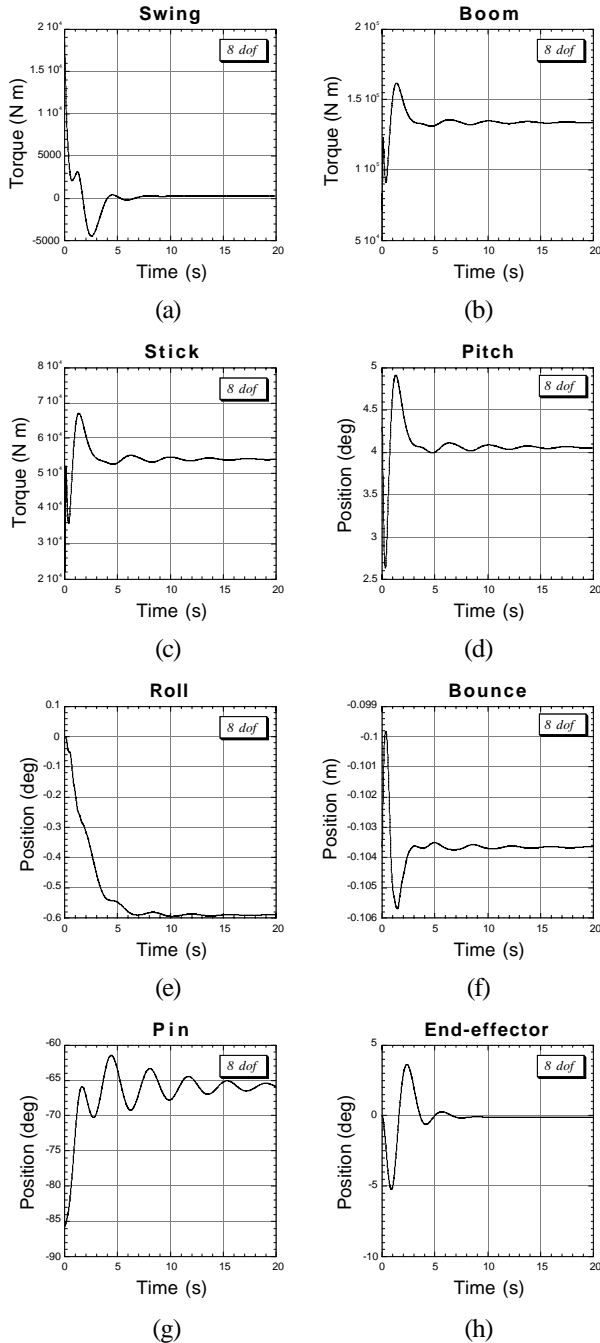 Swing
8 dof
Torque (N m)
2 10⁴
1.5 10⁴
1 10⁴
5000
0
-5000
0 5 10 15 20
Time (s)
(a)
Boom
8 dof
Torque (N m)
2 10⁵
1.5 10⁵
1 10⁵
5 10⁴
0 5 10 15 20
Time (s)
(b)
Stick
8 dof
Torque (N m)
8 10⁴
7 10⁴
6 10⁴
5 10⁴
4 10⁴
3 10⁴
2 10⁴
0 5 10 15 20
Time (s)
(c)
Pitch
8 dof
Position (deg)
5
4.5
4
3.5
3
2.5
0 5 10 15 20
Time (s)
(d)
Roll
8 dof
Position (deg)
0.1
0
-0.1
-0.2
-0.3
-0.4
-0.5
-0.6
0 5 10 15 20
Time (s)
(e)
Bounce
8 dof
Position (m)
-0.099
-0.1
-0.101
-0.102
-0.103
-0.104
-0.105
-0.106
0 5 10 15 20
Time (s)
(f)
Pin
8 dof
Position (deg)
-60
-65
-70
-75
-80
-85
-90
0 5 10 15 20
Time (s)
(g)
End-effector
8 dof
Position (deg)
5
0
-5
-10
0 5 10 15 20
Time (s)
(h)